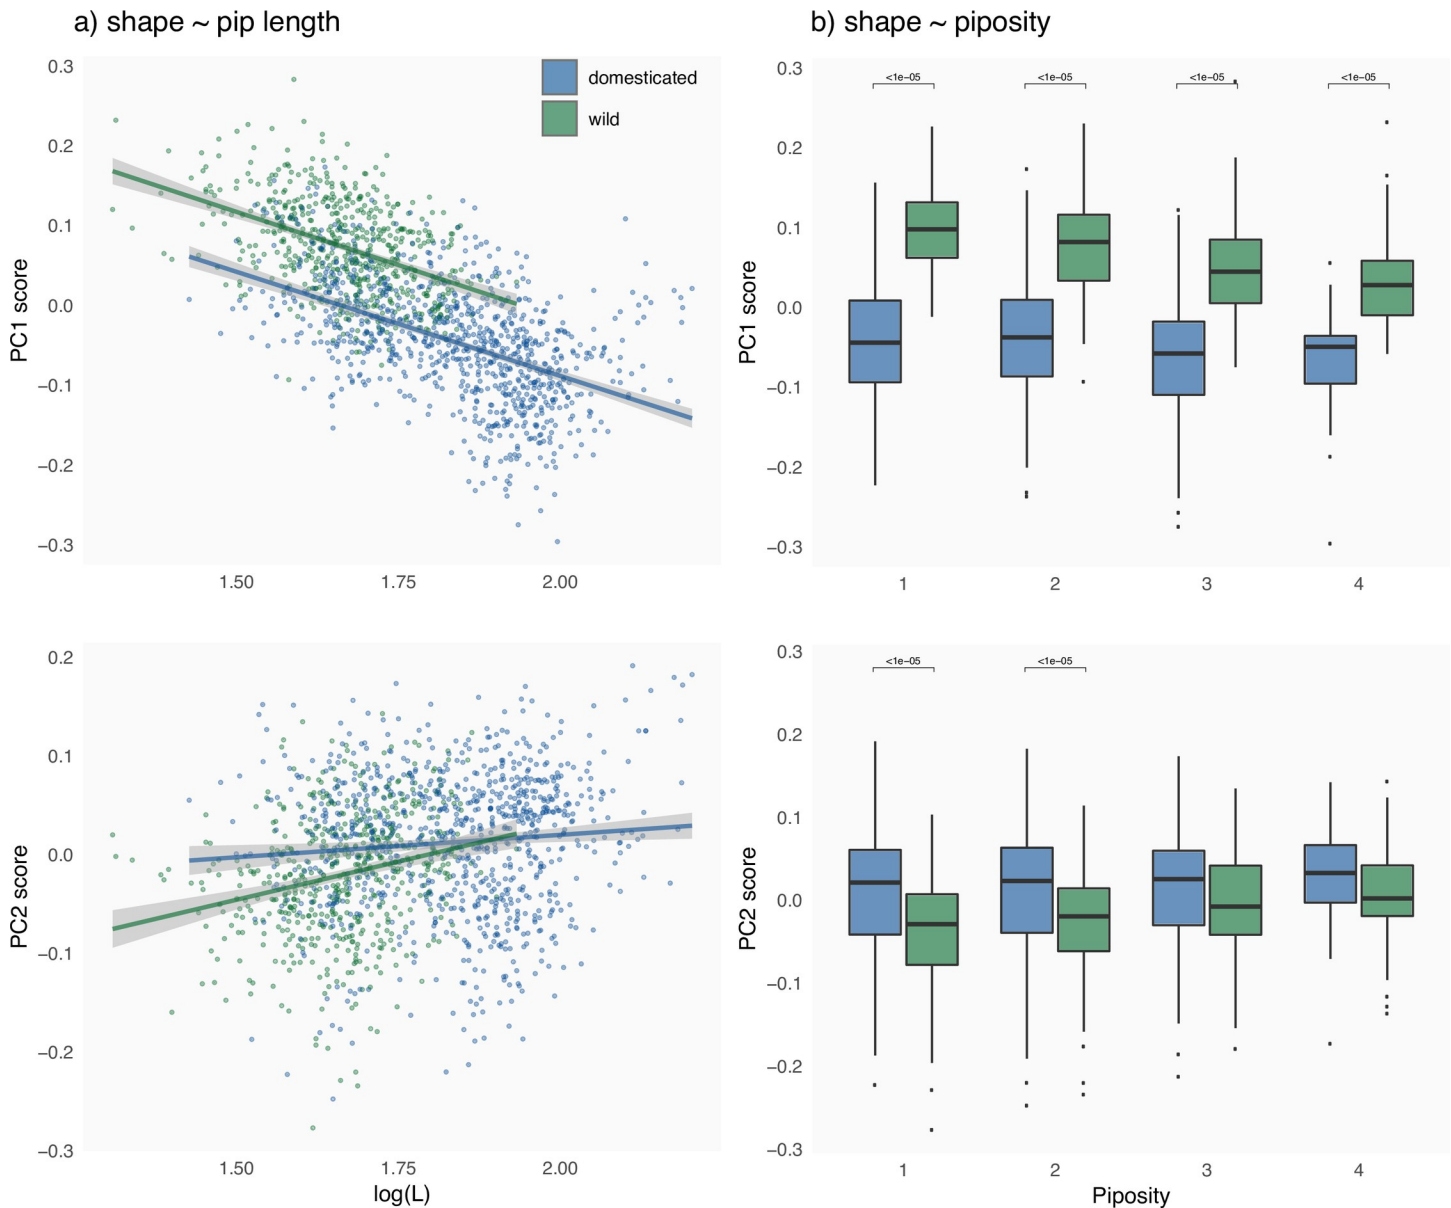 a) shape ~ pip length
b) shape ~ piposity
domesticated
wild
PC1 score
0.3
0.2
0.1
0.0
−0.1
−0.2
−0.3
1.50 1.75 2.00
PC1 score
0.3
0.2
0.1
0.0
−0.1
−0.2
−0.3
<1e−05 <1e−05 <1e−05 <1e−05
1 2 3 4
PC2 score
0.2
0.1
0.0
−0.1
−0.2
−0.3
1.50 1.75 2.00
log(L)
PC2 score
0.3
0.2
0.1
0.0
−0.1
−0.2
−0.3
<1e−05 <1e−05
1 2 3 4
Piposity